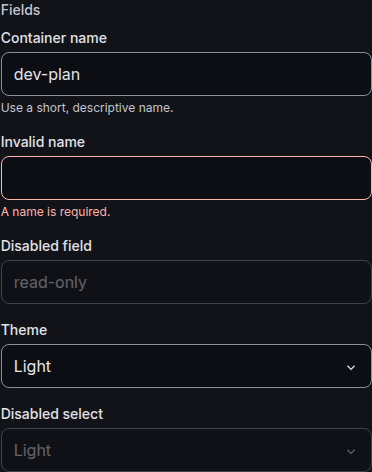 Fields
Container name
dev-plan
Use a short, descriptive name.
Invalid name
A name is required.
Disabled field
read-only
Theme
Light
Disabled select
Light